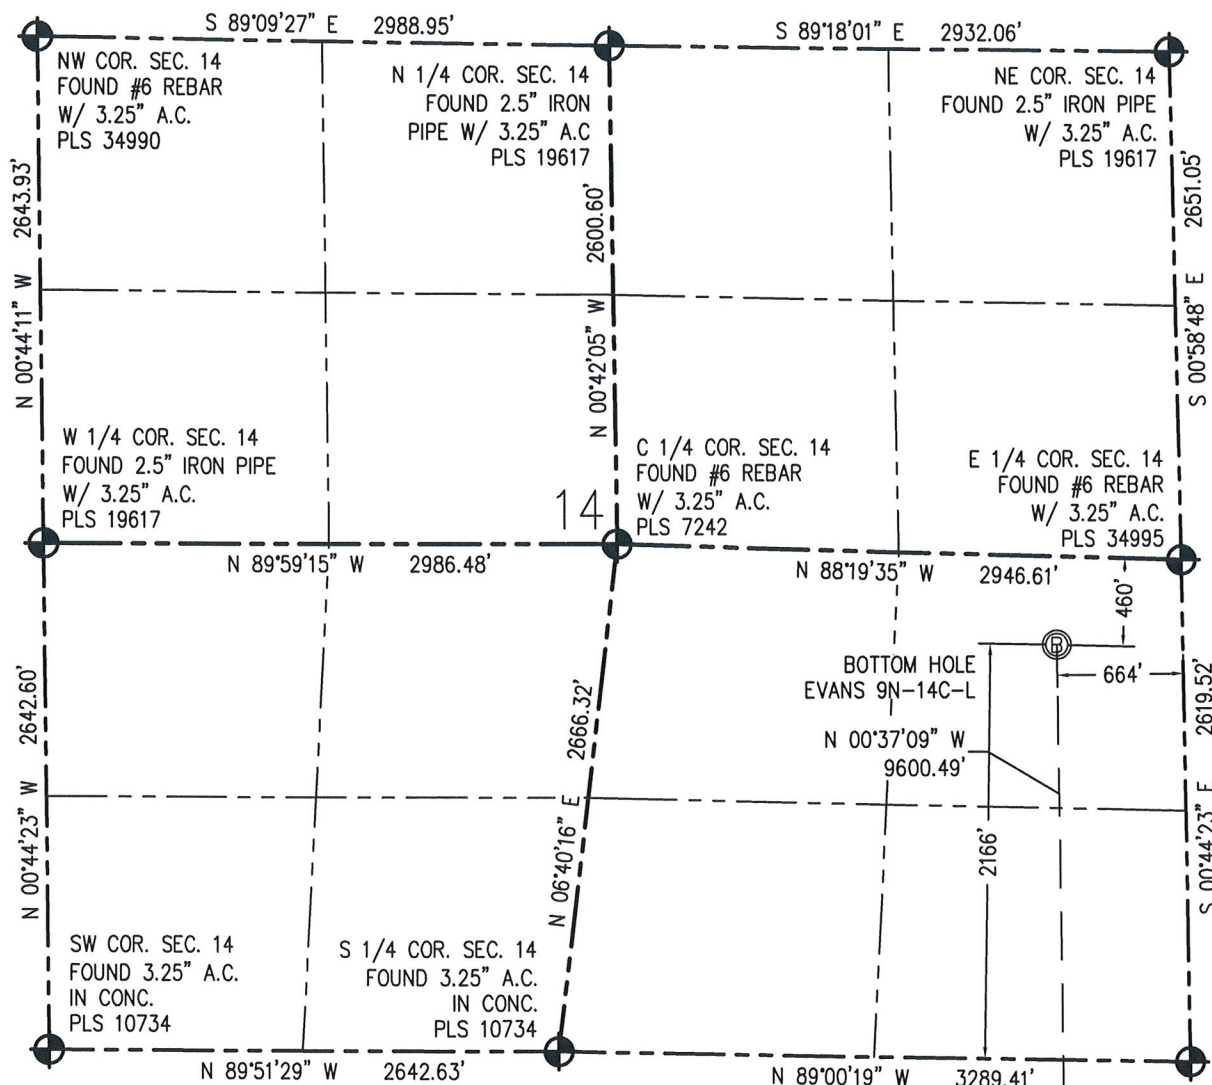 S 89°09'27" E 2988.95'
S 89°18'01" E 2932.06'
NW COR. SEC. 14
FOUND #6 REBAR
W/ 3.25" A.C.
PLS 34990
N 1/4 COR. SEC. 14
FOUND 2.5" IRON
PIPE W/ 3.25" A.C
PLS 19617
NE COR. SEC. 14
FOUND 2.5" IRON PIPE
W/ 3.25" A.C.
PLS 19617
N 00°44'11" W 2643.93'
N 00°42'05" W 2600.60'
S 00°58'48" E 2651.05'
W 1/4 COR. SEC. 14
FOUND 2.5" IRON PIPE
W/ 3.25" A.C.
PLS 19617
14
C 1/4 COR. SEC. 14
FOUND #6 REBAR
W/ 3.25" A.C.
PLS 7242
E 1/4 COR. SEC. 14
FOUND #6 REBAR
W/ 3.25" A.C.
PLS 34995
N 89°59'15" W 2986.48'
N 88°19'35" W 2946.61'
460'
B
BOTTOM HOLE
EVANS 9N-14C-L
664'
N 00°37'09" W
9600.49'
2166'
N 00°44'23" W 2642.60'
N 06°40'16" E 2666.32'
S 00°44'23" E 2619.52'
SW COR. SEC. 14
FOUND 3.25" A.C.
IN CONC.
PLS 10734
S 1/4 COR. SEC. 14
FOUND 3.25" A.C.
IN CONC.
PLS 10734
N 89°51'29" W 2642.63'
N 89°00'19" W 3289.41'